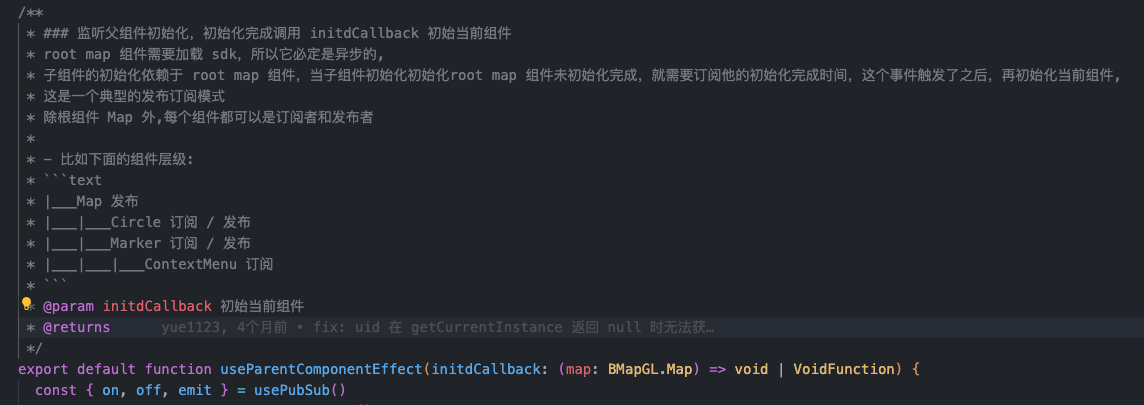 /**
* ### 监听父组件初始化，初始化完成调用 initdCallback 初始当前组件
* root map 组件需要加载 sdk，所以它必定是异步的,
* 子组件的初始化依赖于 root map 组件，当子组件初始化初始化root map 组件未初始化完成，就需要订阅他的初始化完成时间，这个事件触发了之后，再初始化当前组件,
* 这是一个典型的发布订阅模式
* 除根组件 Map 外,每个组件都可以是订阅者和发布者
*
* - 比如下面的组件层级:
* ```text
* |___Map 发布
* |___|___Circle 订阅 / 发布
* |___|___Marker 订阅 / 发布
* |___|___|___ContextMenu 订阅
* ```
* @param initdCallback 初始当前组件
* @returns yue1123, 4个月前 • fix: uid 在 getCurrentInstance 返回 null 时无法获…
*/
export default function useParentComponentEffect(initdCallback: (map: BMapGL.Map) => void | VoidFunction) {
const { on, off, emit } = usePubSub()